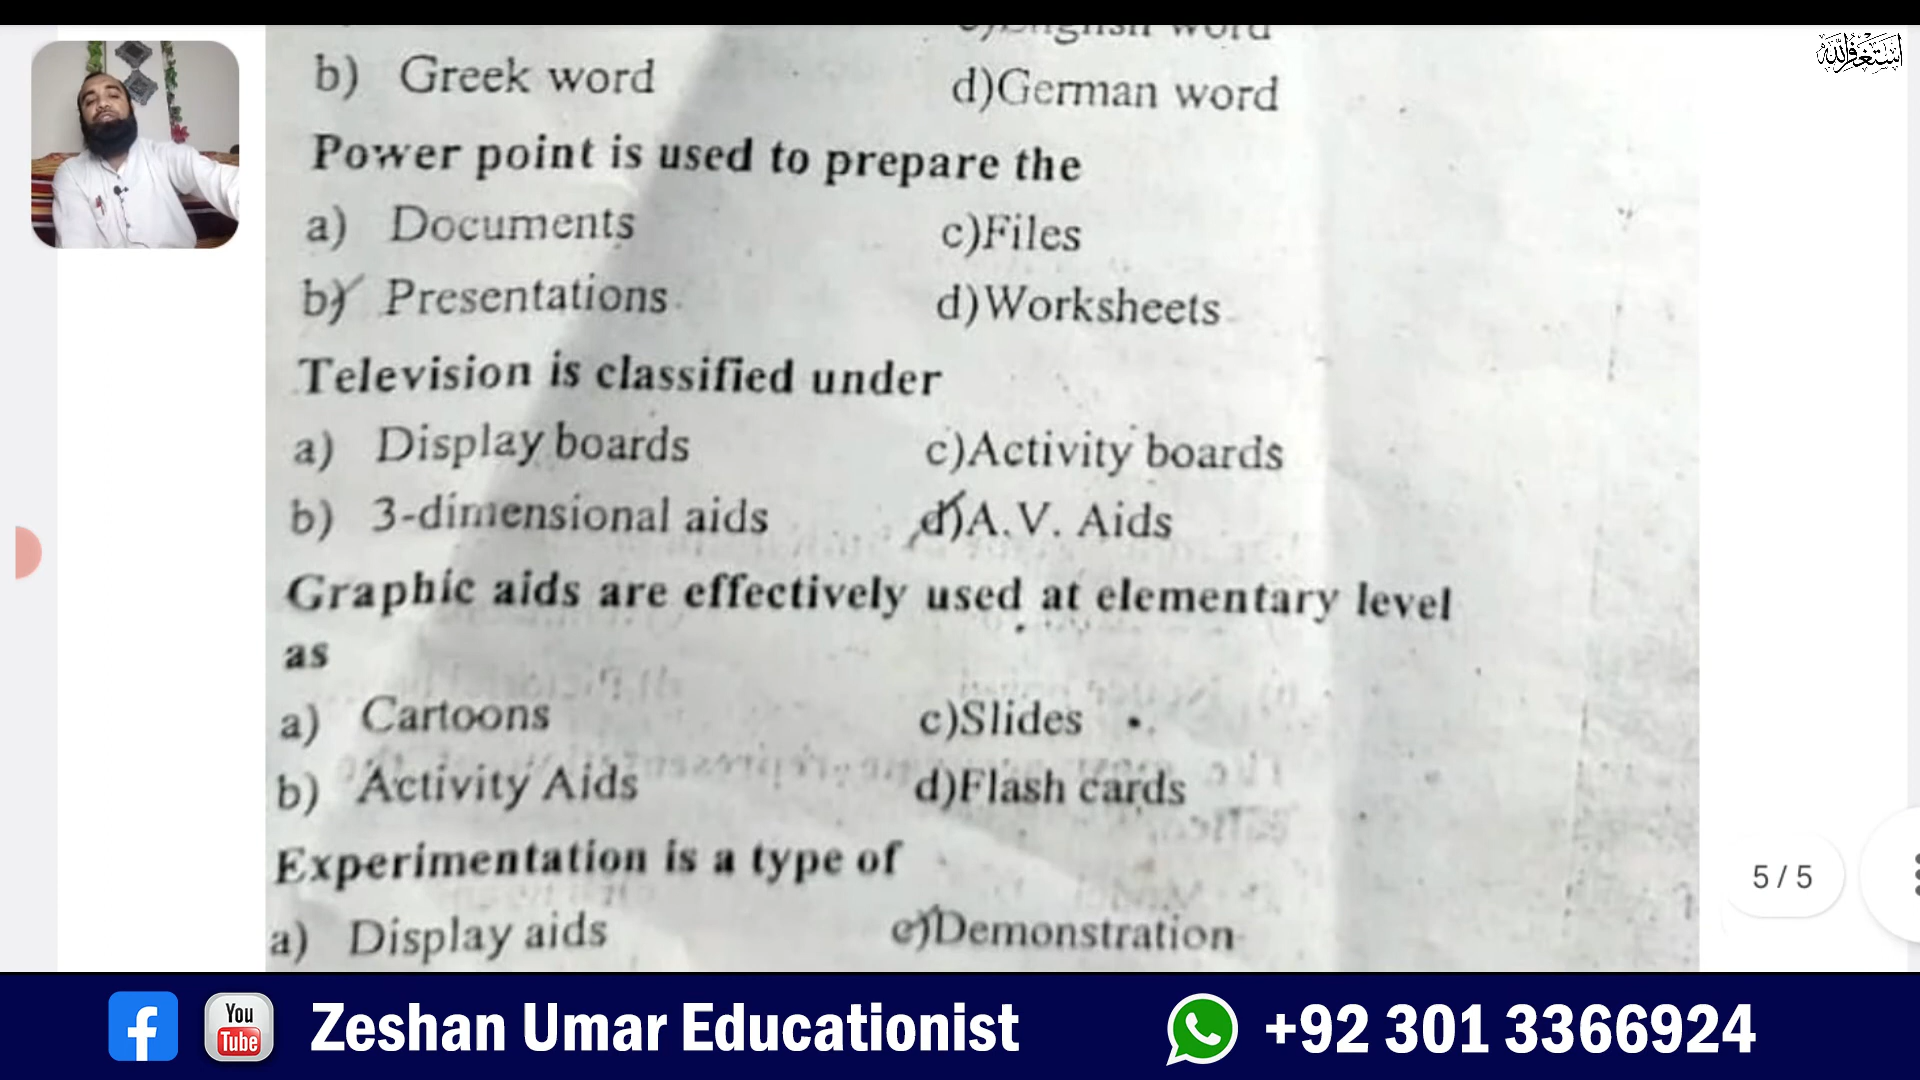 استغفراللہ
b) Greek word
d)German word
Power point is used to prepare the
a) Documents
c)Files
b) Presentations
d)Worksheets
Television is classified under
a) Display boards
c)Activity boards
b) 3-dimensional aids
d)A.V. Aids
Graphic aids are effectively used at elementary level
as
a) Cartoons
c)Slides
b) Activity Aids
d)Flash cards
Experimentation is a type of
a) Display aids
c)Demonstration
5 / 5
You
Tube
Zeshan Umar Educationist
+92 301 3366924